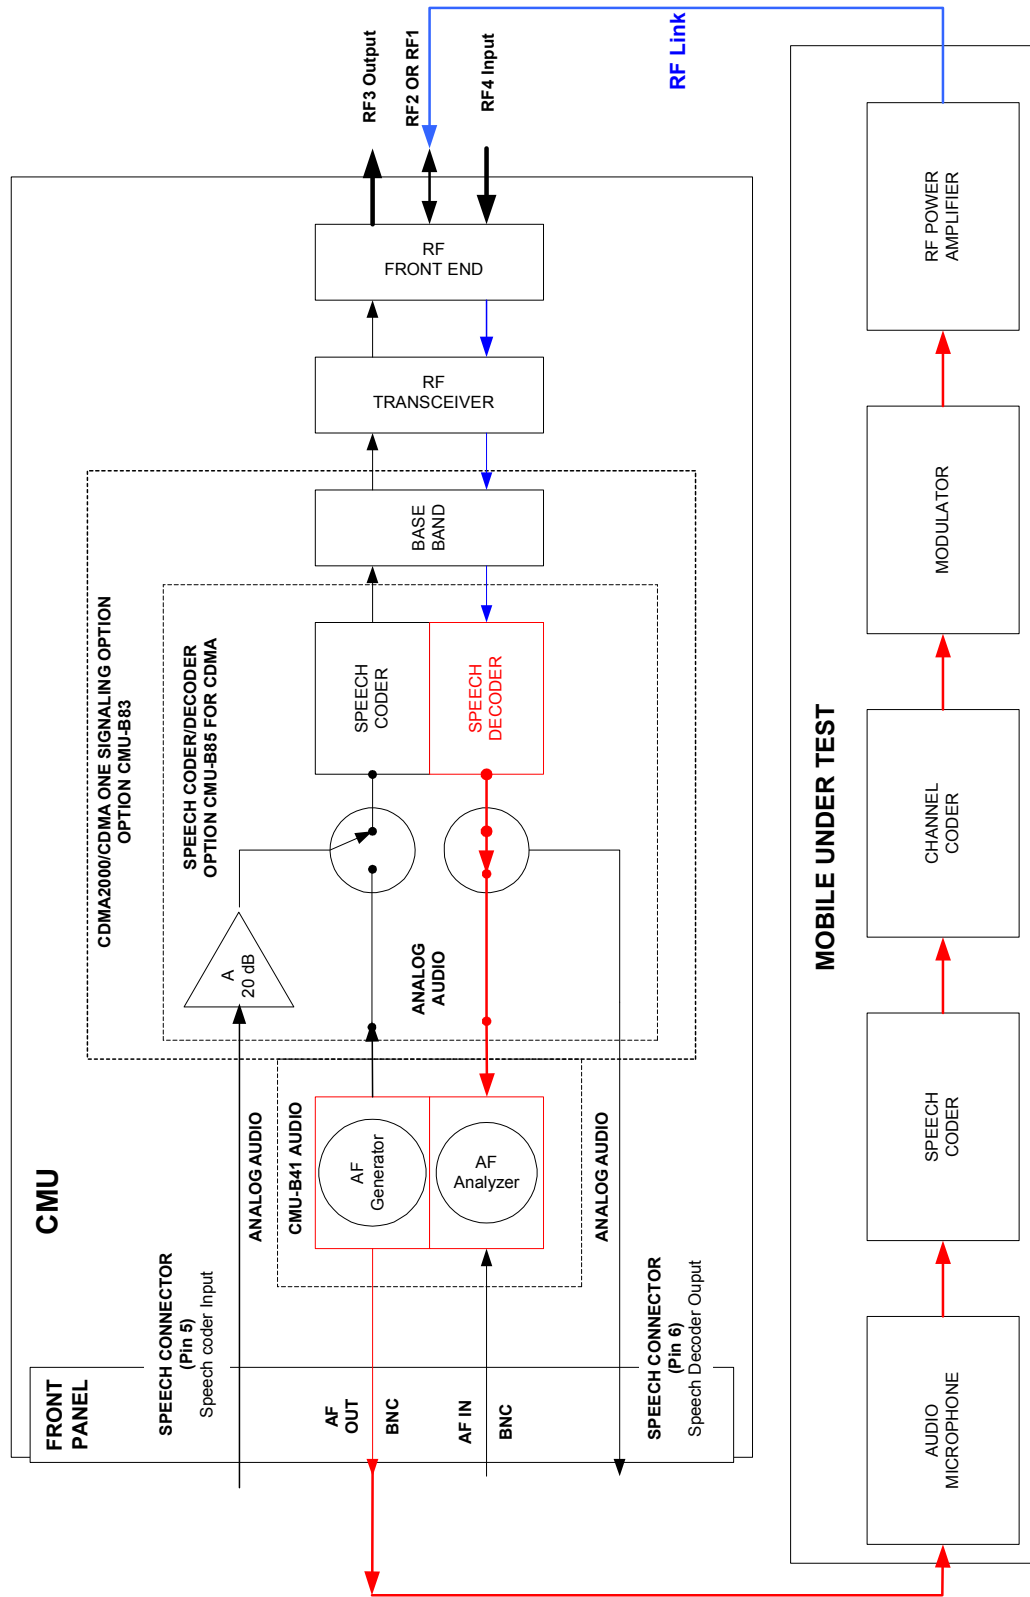 CMU
FRONT
PANEL
SPEECH CONNECTOR
(Pin 5)
Speech coder Input
ANALOG AUDIO
AF
OUT
BNC
AF IN
BNC
SPEECH CONNECTOR
(Pin 6)
Speech Decoder Ouput
ANALOG AUDIO
CMU-B41 AUDIO
AF
Generator
AF
Analyzer
CDMA2000/CDMA ONE SIGNALING OPTION
OPTION CMU-B83
SPEECH CODER/DECODER
OPTION CMU-B85 FOR CDMA
A
20 dB
ANALOG
AUDIO
SPEECH
CODER
SPEECH
DECODER
BASE
BAND
RF
TRANSCEIVER
RF
FRONT END
RF3 Output
RF2 OR RF1
RF4 Input
RF Link
MOBILE UNDER TEST
AUDIO
MICROPHONE
SPEECH
CODER
CHANNEL
CODER
MODULATOR
RF POWER
AMPLIFIER